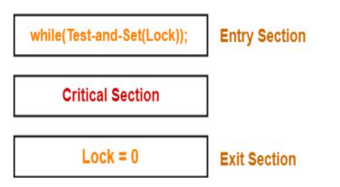 while(Test-and-Set(Lock)); Entry Section
Critical Section
Lock = 0 Exit Section